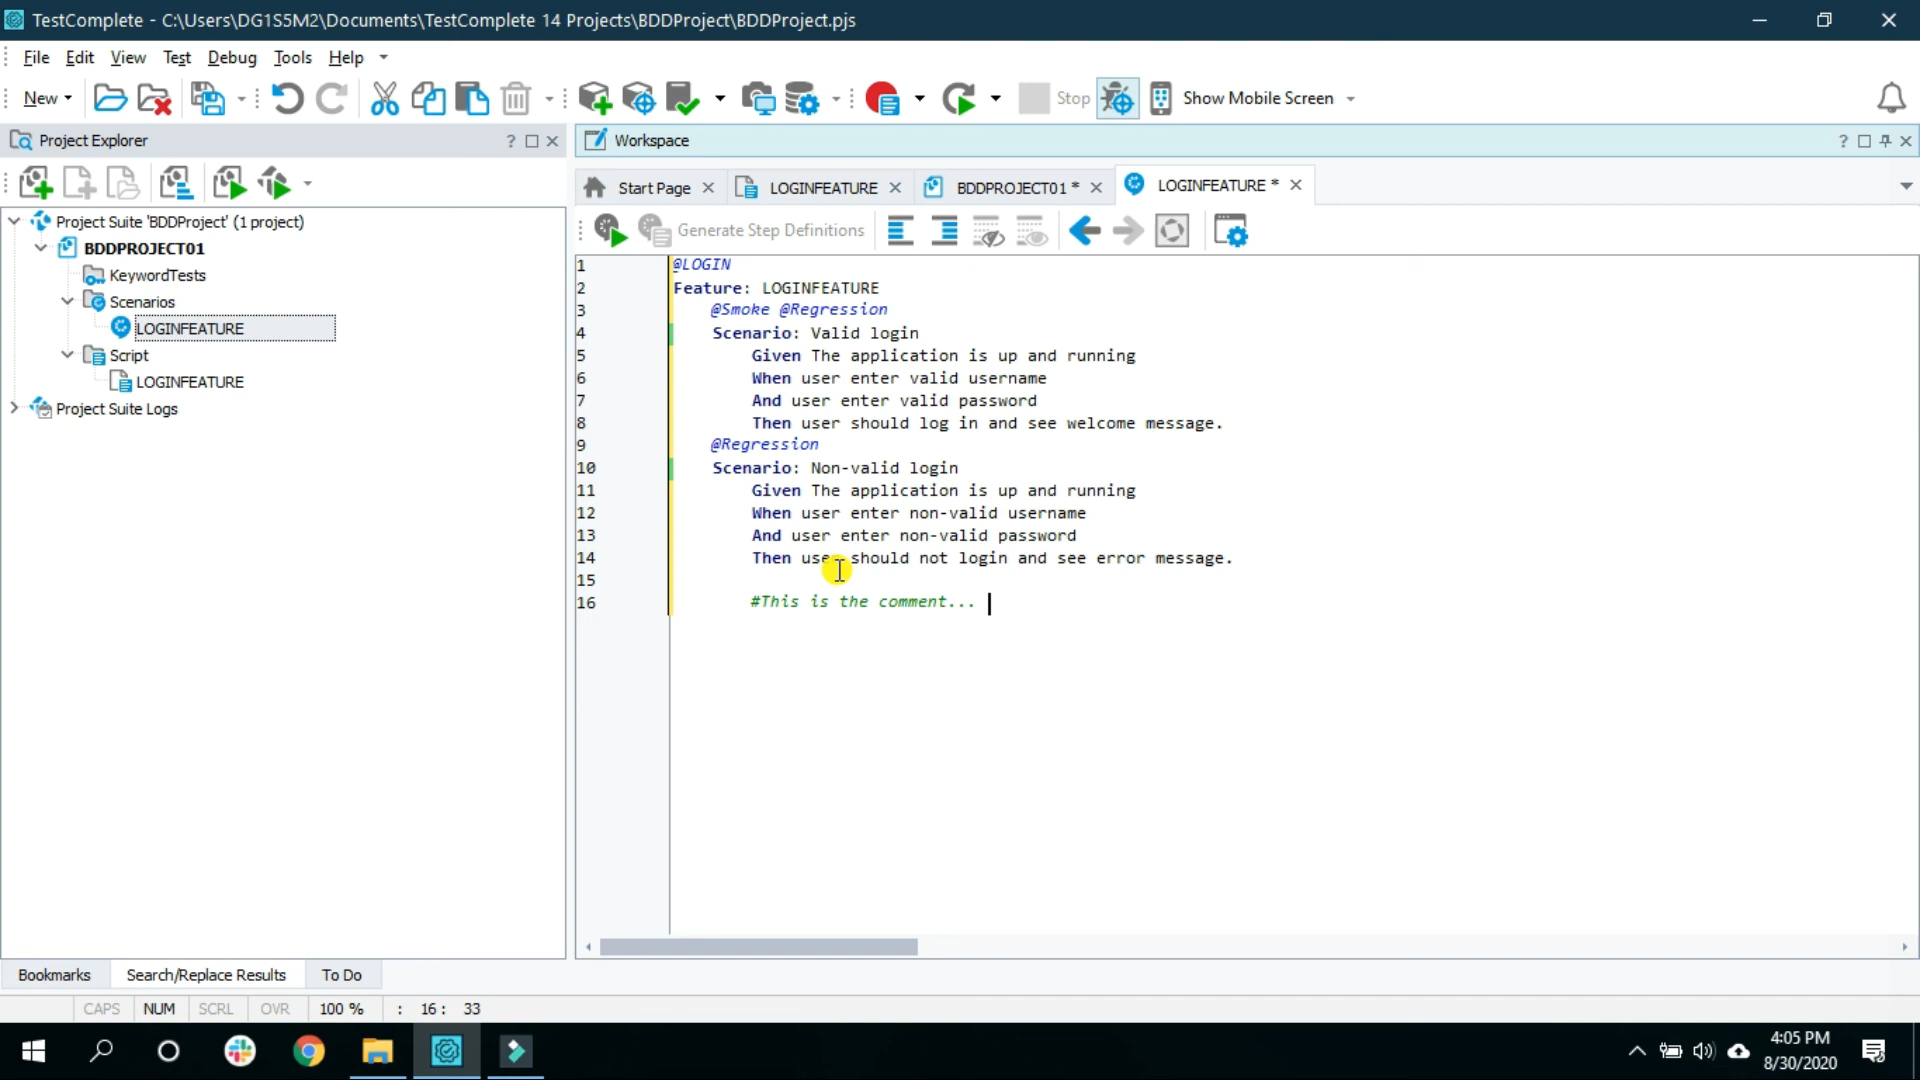 TestComplete - C:\Users\DG1S5M2\Documents\TestComplete 14 Projects\BDDProject\BDDProject.pjs
File Edit View Test Debug Tools Help
New Stop Show Mobile Screen
Project Explorer ?
Workspace ?
Start Page LOGINFEATURE BDDPROJECT01 * LOGINFEATURE *
Generate Step Definitions
Project Suite 'BDDProject' (1 project)
BDDPROJECT01
KeywordTests
Scenarios
LOGINFEATURE
Script
LOGINFEATURE
Project Suite Logs
1 @LOGIN
2 Feature: LOGINFEATURE
3 @Smoke @Regression
4 Scenario: Valid login
5 Given The application is up and running
6 When user enter valid username
7 And user enter valid password
8 Then user should log in and see welcome message.
9 @Regression
10 Scenario: Non-valid login
11 Given The application is up and running
12 When user enter non-valid username
13 And user enter non-valid password
14 Then user should not login and see error message.
15
16 #This is the comment...
Bookmarks Search/Replace Results To Do
CAPS NUM SCRL OVR 100 % : 16: 33
4:05 PM
8/30/2020